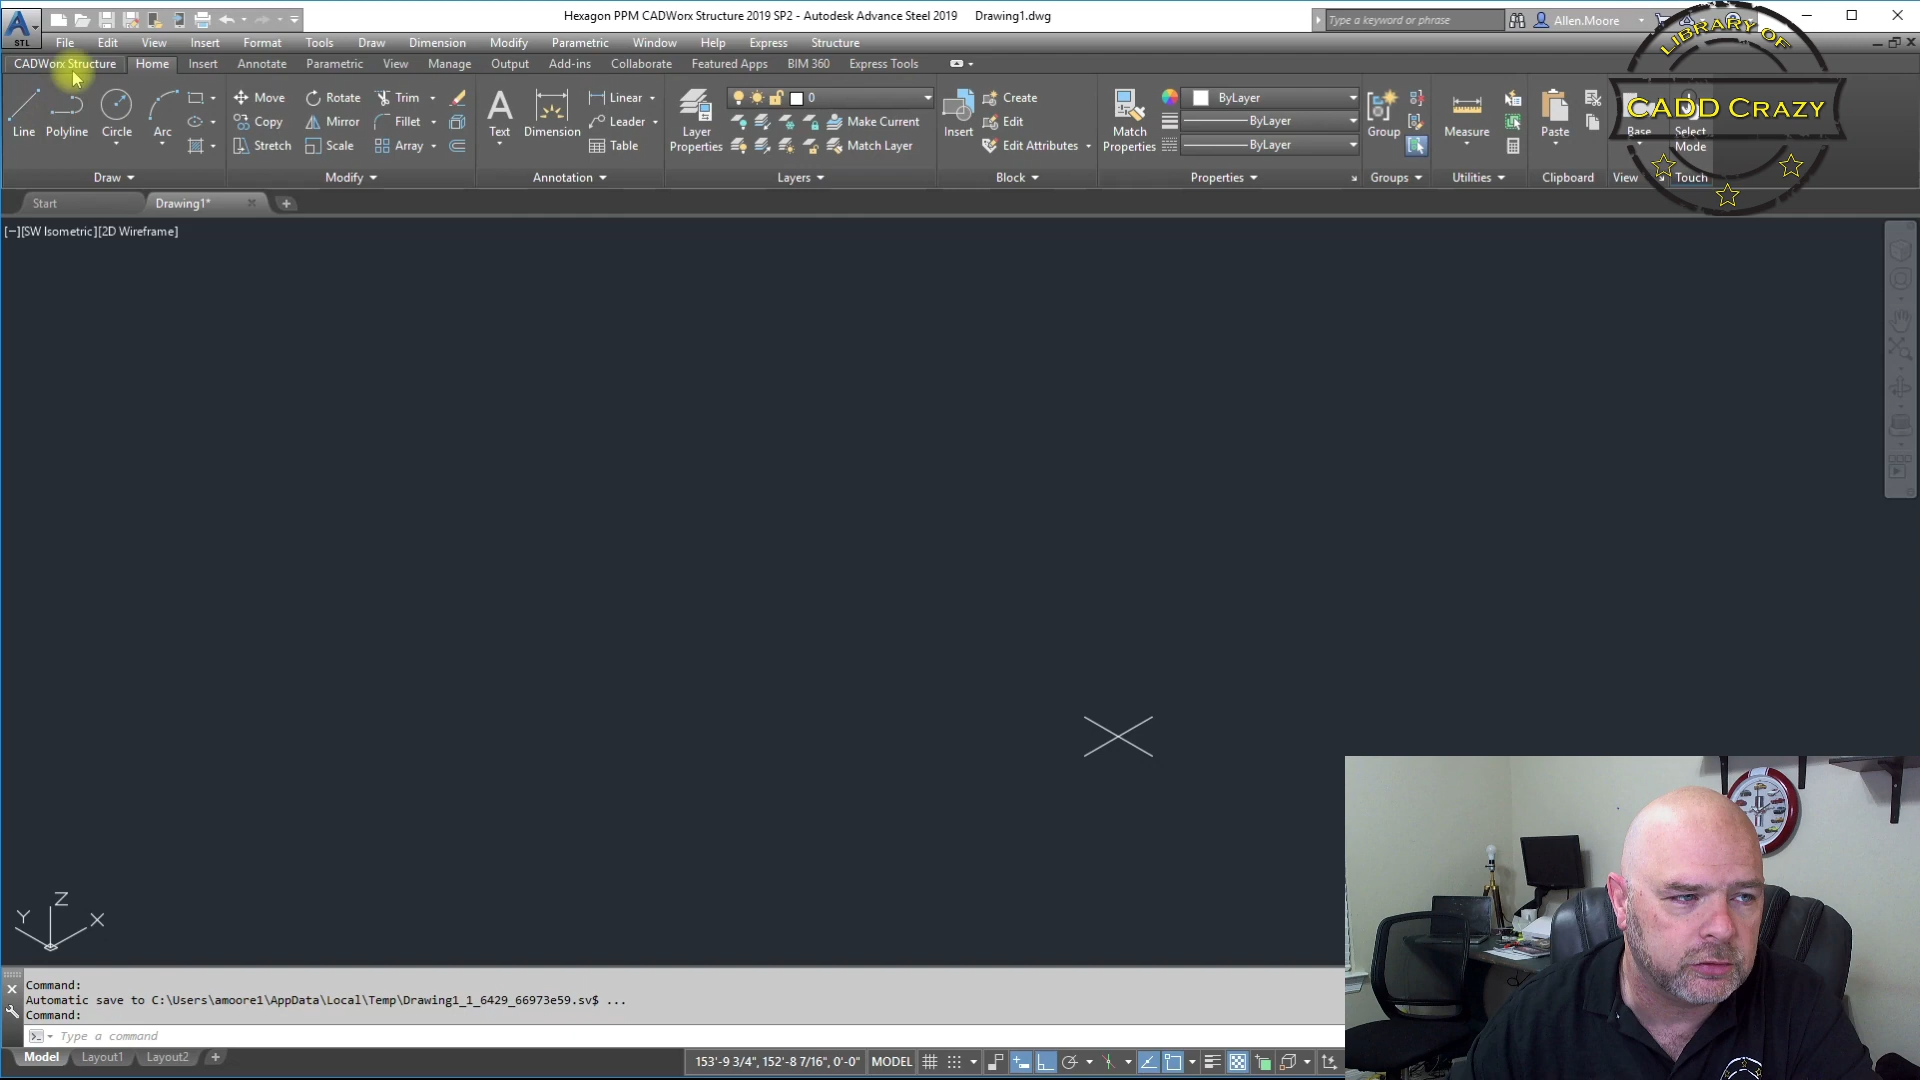 Hexagon PPM CADWorx Structure 2019 SP2 - Autodesk Advance Steel 2019 Drawing1.dwg
Type a keyword or phrase
Allen.Moore
STL
File Edit View Insert Format Tools Draw Dimension Modify Parametric Window Help Express Structure
CADWorx Structure Home Insert Annotate Parametric View Manage Output Add-ins Collaborate Featured Apps BIM 360 Express Tools
Line Polyline Circle Arc
Move Rotate Trim
Copy Mirror Fillet
Stretch Scale Array
Text Dimension
Linear
Leader
Table
Layer Properties
0
Make Current
Match Layer
Insert
Create
Edit
Edit Attributes
Match Properties
ByLayer
ByLayer
ByLayer
Group
Measure
Paste
Base
Select Mode
Draw Modify Annotation Layers Block Properties Groups Utilities Clipboard View Touch
LIBRARY OF
CADD CRAZY
Start Drawing1*
[−][SW Isometric][2D Wireframe]
Z
Y X
Command:
Automatic save to C:\Users\amoore1\AppData\Local\Temp\Drawing1_1_6429_66973e59.sv$ ...
Command:
Type a command
Model Layout1 Layout2
153'-9 3/4", 152'-8 7/16", 0'-0" MODEL